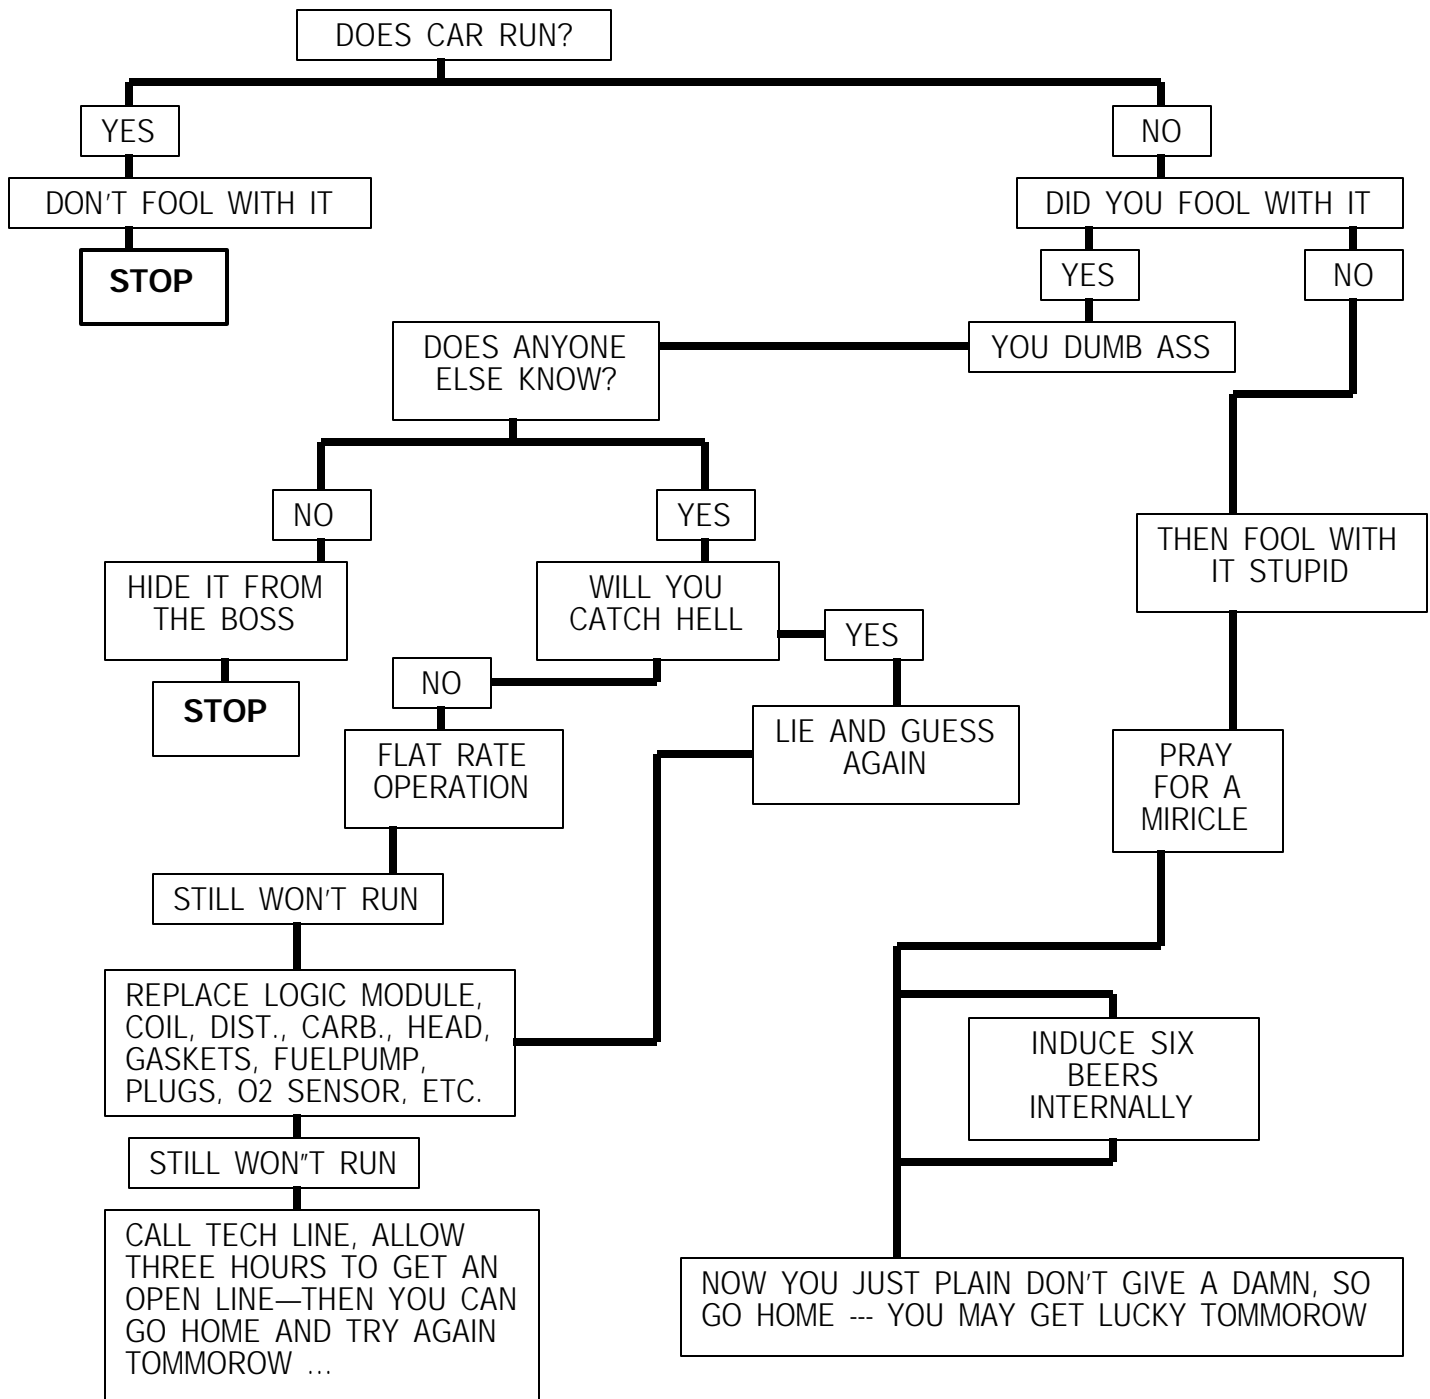 DOES CAR RUN?
YES
NO
DON'T FOOL WITH IT
DID YOU FOOL WITH IT
STOP
YES
NO
DOES ANYONE
ELSE KNOW?
YOU DUMB ASS
NO
YES
THEN FOOL WITH
IT STUPID
HIDE IT FROM
THE BOSS
WILL YOU
CATCH HELL
YES
NO
STOP
LIE AND GUESS
AGAIN
FLAT RATE
OPERATION
PRAY
FOR A
MIRICLE
STILL WON'T RUN
REPLACE LOGIC MODULE,
COIL, DIST., CARB., HEAD,
GASKETS, FUELPUMP,
PLUGS, O2 SENSOR, ETC.
INDUCE SIX
BEERS
INTERNALLY
STILL WON"T RUN
CALL TECH LINE, ALLOW
THREE HOURS TO GET AN
OPEN LINE—THEN YOU CAN
GO HOME AND TRY AGAIN
TOMMOROW ...
NOW YOU JUST PLAIN DON'T GIVE A DAMN, SO
GO HOME --- YOU MAY GET LUCKY TOMMOROW